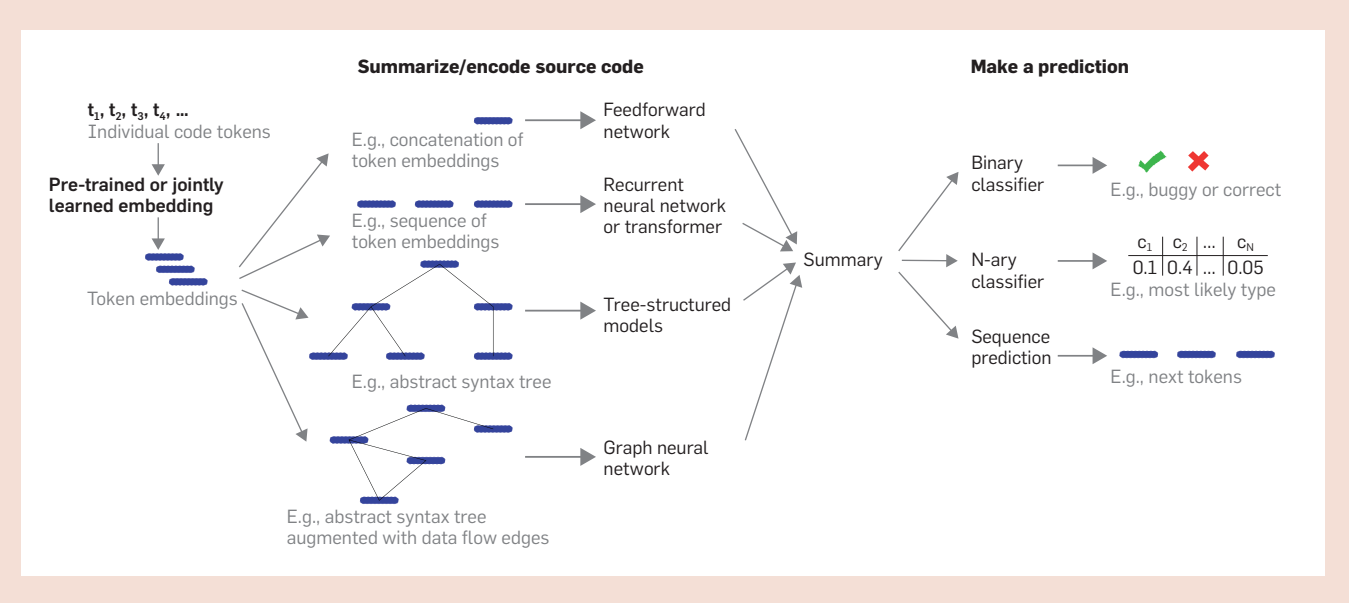 Summarize/encode source code
Make a prediction
t₁, t₂, t₃, t₄, ...
Individual code tokens
Pre-trained or jointly
learned embedding
Token embeddings
E.g., concatenation of
token embeddings
Feedforward
network
E.g., sequence of
token embeddings
Recurrent
neural network
or transformer
E.g., abstract syntax tree
Tree-structured
models
E.g., abstract syntax tree
augmented with data flow edges
Graph neural
network
Summary
Binary
classifier
E.g., buggy or correct
N-ary
classifier
C₁ C₂ ... C_N
0.1 0.4 ... 0.05
E.g., most likely type
Sequence
prediction
E.g., next tokens